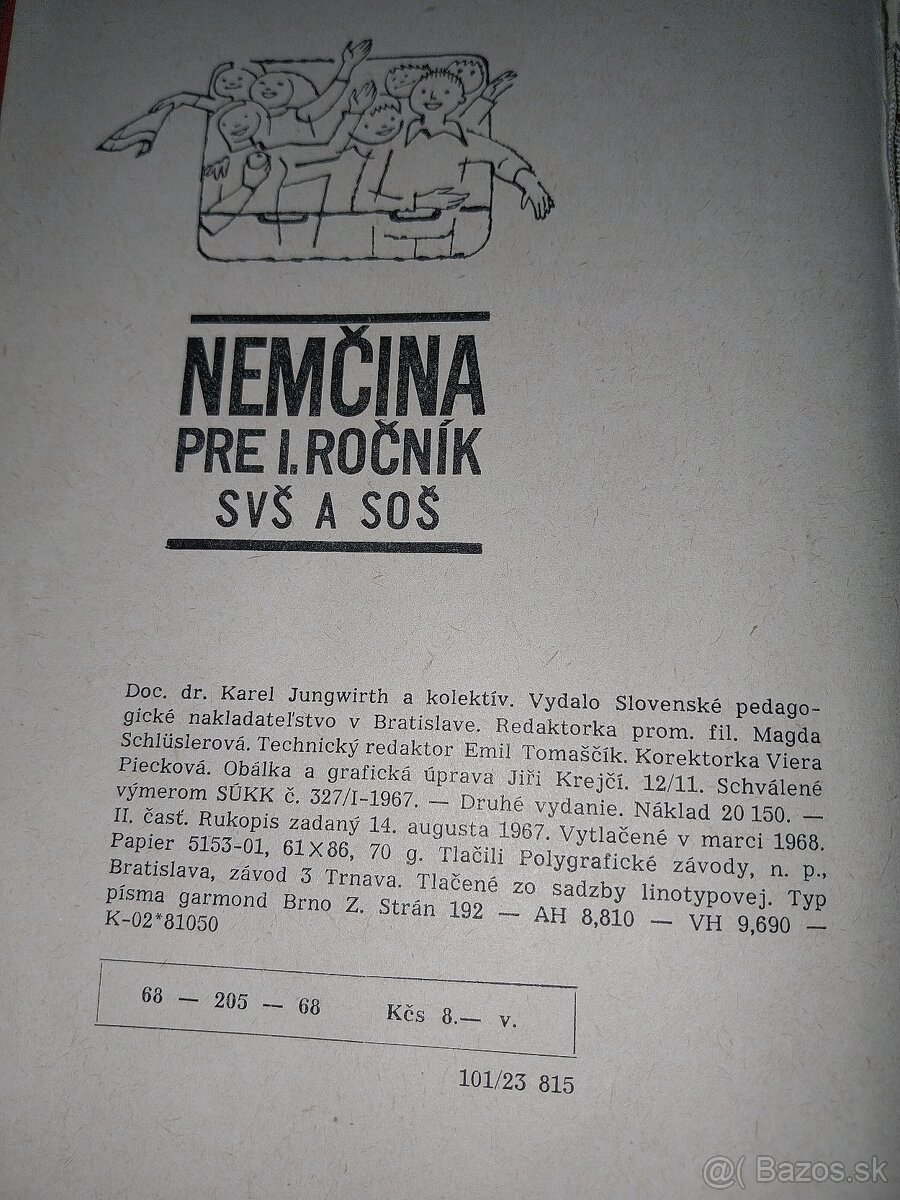 NEMČINA
PRE I. ROČNÍK
SVŠ A SOŠ
Doc. dr. Karel Jungwirth a kolektív. Vydalo Slovenské pedago-
gické nakladateľstvo v Bratislave. Redaktorka prom. fil. Magda
Schlüslerová. Technický redaktor Emil Tomaščík. Korektorka Viera
Piecková. Obálka a grafická úprava Jiří Krejčí. 12/11. Schválené
výmerom SÚKK č. 327/I-1967. — Druhé vydanie. Náklad 20 150. —
II. časť. Rukopis zadaný 14. augusta 1967. Vytlačené v marci 1968.
Papier 5153-01, 61×86, 70 g. Tlačili Polygrafické závody, n. p.,
Bratislava, závod 3 Trnava. Tlačené zo sadzby linotypovej. Typ
písma garmond Brno Z. Strán 192 — AH 8,810 — VH 9,690 —
K-02*81050
68 — 205 — 68 Kčs 8.— v.
101/23 815
@( Bazos.sk